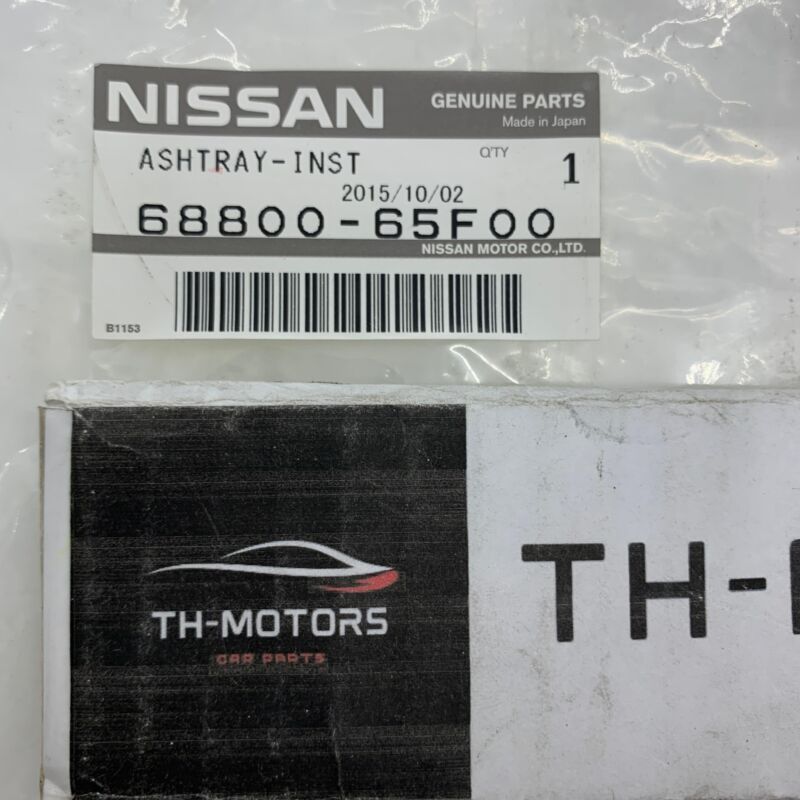 NISSAN
GENUINE PARTS
Made in Japan
ASHTRAY-INST
Q'TY
1
2015/10/02
68800-65F00
NISSAN MOTOR CO.,LTD.
B1153
TH-MOTORS
CAR PARTS
TH-